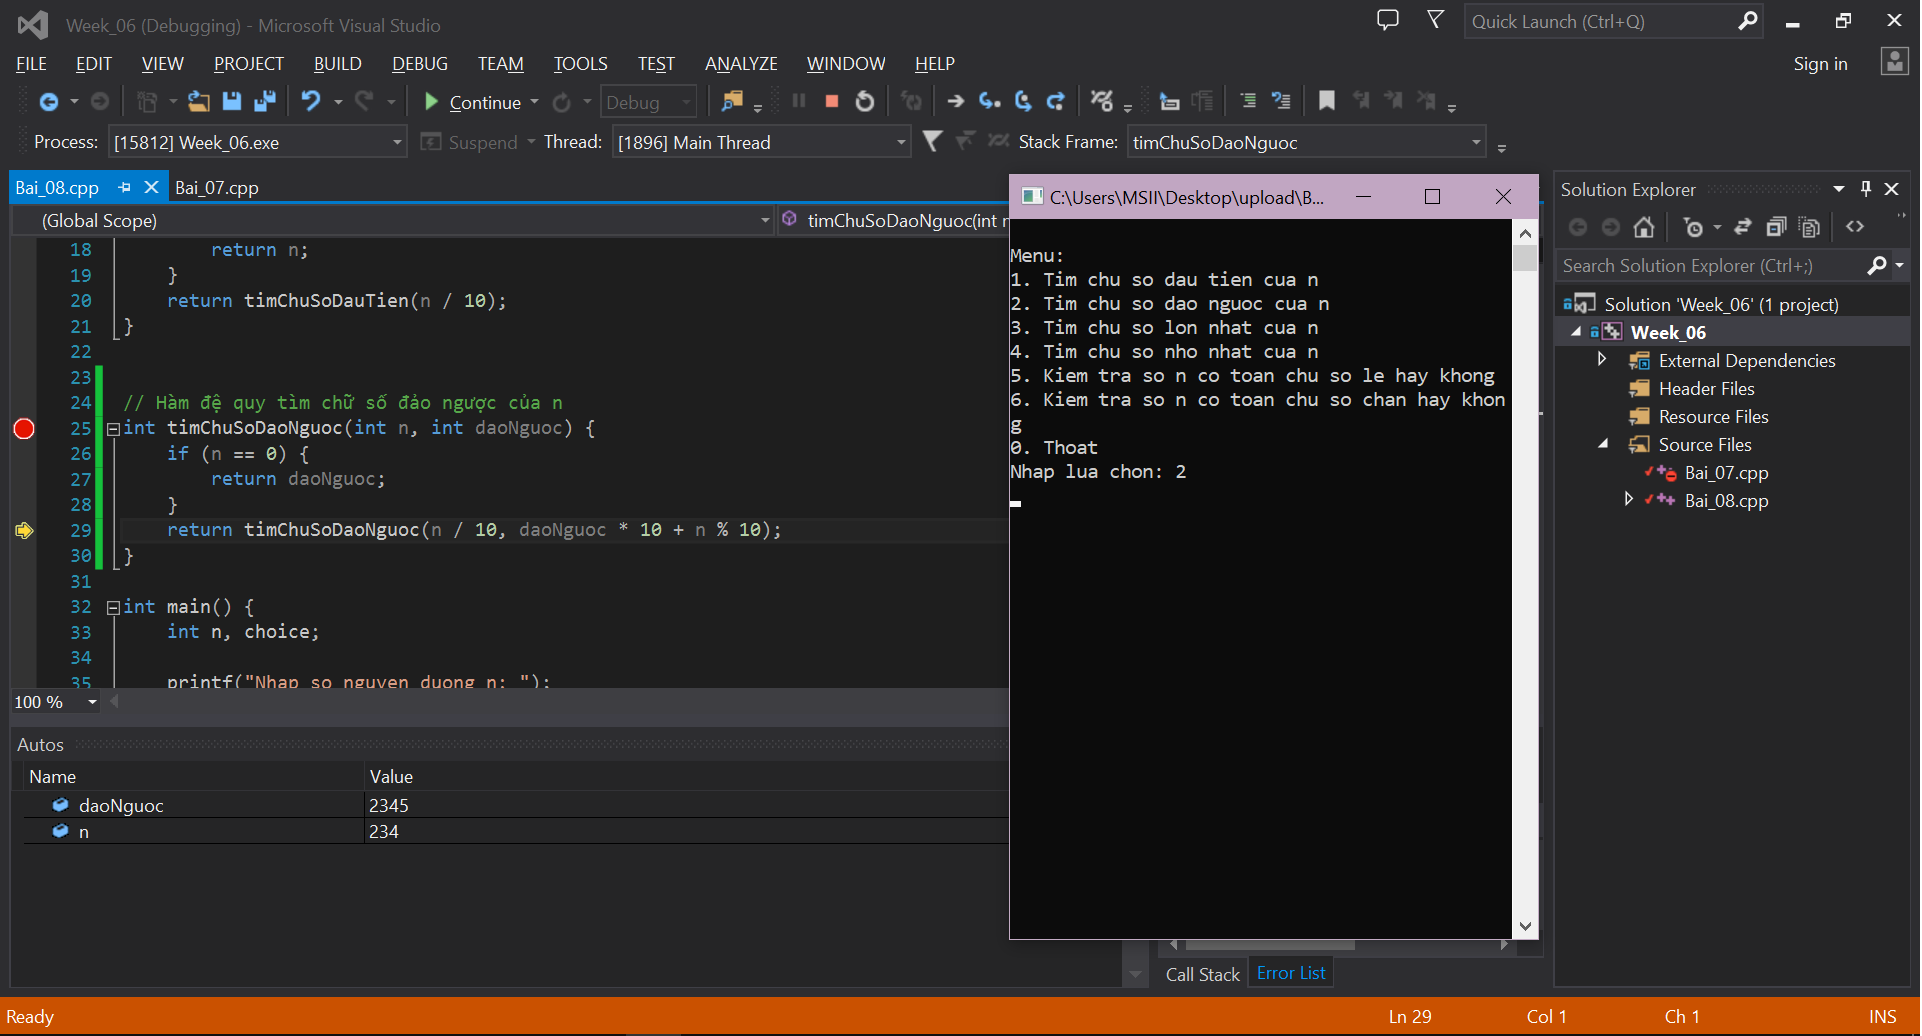 Week_06 (Debugging) - Microsoft Visual Studio
Quick Launch (Ctrl+Q)
FILE EDIT VIEW PROJECT BUILD DEBUG TEAM TOOLS TEST ANALYZE WINDOW HELP
Sign in
Continue Debug
Process: [15812] Week_06.exe Suspend Thread: [1896] Main Thread Stack Frame: timChuSoDaoNguoc
Bai_08.cpp Bai_07.cpp
(Global Scope) timChuSoDaoNguoc(int n
18 return n;
19 }
20 return timChuSoDauTien(n / 10);
21 }
22
23
24 // Hàm đệ quy tìm chữ số đảo ngược của n
25 int timChuSoDaoNguoc(int n, int daoNguoc) {
26 if (n == 0) {
27 return daoNguoc;
28 }
29 return timChuSoDaoNguoc(n / 10, daoNguoc * 10 + n % 10);
30 }
31
32 int main() {
33 int n, choice;
34
35 printf("Nhap so nguyen duong n: ");
100 %
Autos
Name Value
daoNguoc 2345
n 234
C:\Users\MSII\Desktop\upload\B...
Menu:
1. Tim chu so dau tien cua n
2. Tim chu so dao nguoc cua n
3. Tim chu so lon nhat cua n
4. Tim chu so nho nhat cua n
5. Kiem tra so n co toan chu so le hay khong
6. Kiem tra so n co toan chu so chan hay khon
g
0. Thoat
Nhap lua chon: 2
Call Stack Error List
Solution Explorer
Search Solution Explorer (Ctrl+;)
Solution 'Week_06' (1 project)
Week_06
External Dependencies
Header Files
Resource Files
Source Files
Bai_07.cpp
Bai_08.cpp
Ready Ln 29 Col 1 Ch 1 INS